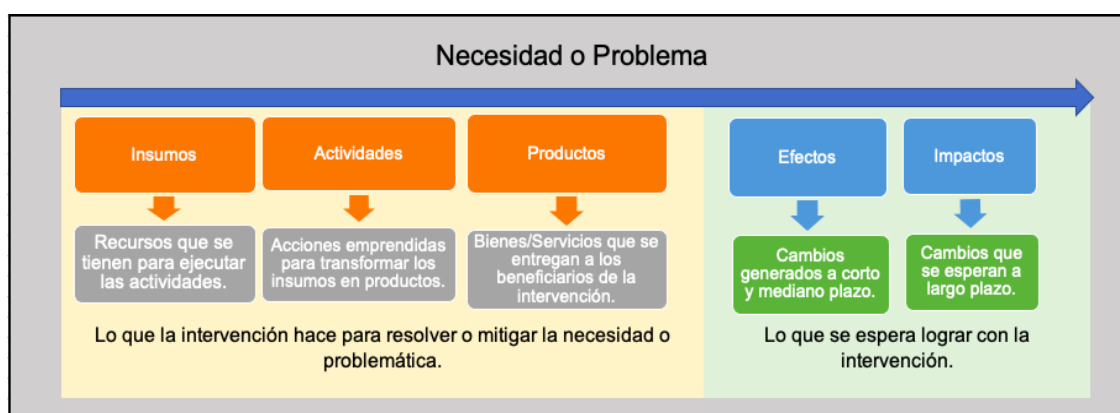 Necesidad o Problema
Insumos
Actividades
Productos
Efectos
Impactos
Recursos que se
tienen para ejecutar
las actividades.
Acciones emprendidas
para transformar los
insumos en productos.
Bienes/Servicios que se
entregan a los
beneficiarios de la
intervención.
Cambios
generados a corto
y mediano plazo.
Cambios que
se esperan a
largo plazo.
Lo que la intervención hace para resolver o mitigar la necesidad o
problemática.
Lo que se espera lograr con la
intervención.